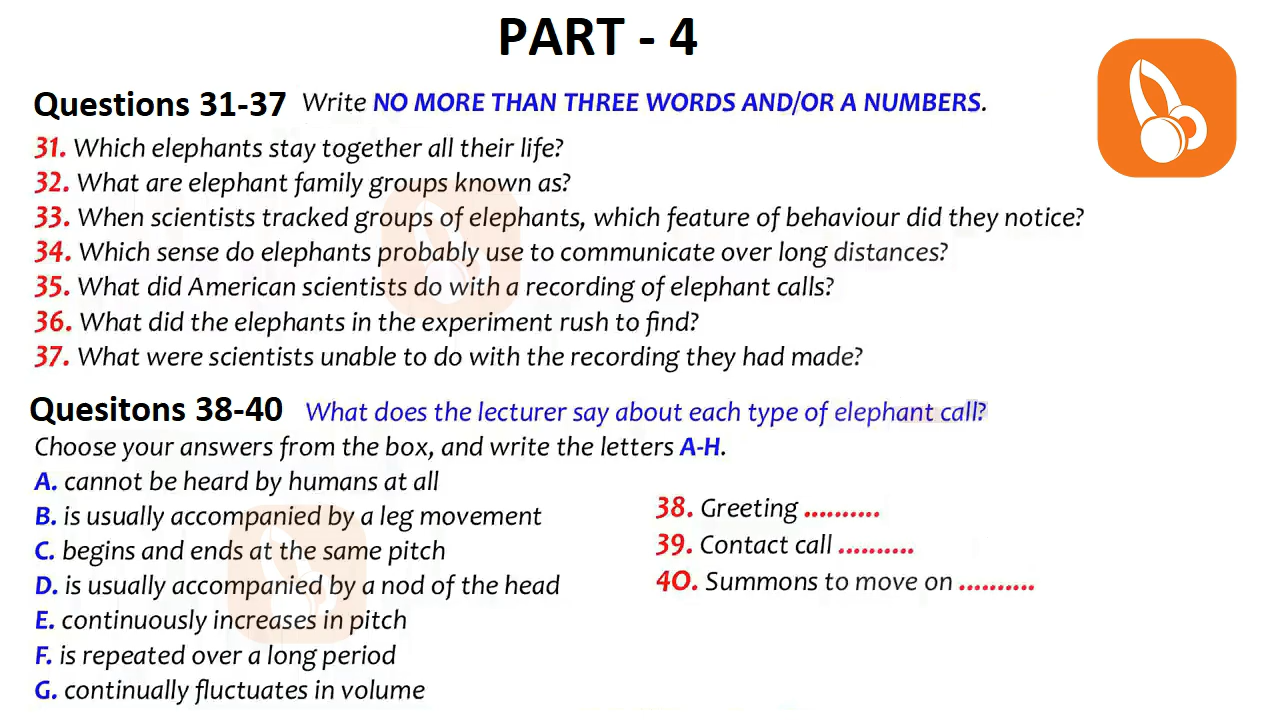 PART - 4
Questions 31-37 Write NO MORE THAN THREE WORDS AND/OR A NUMBERS.
31. Which elephants stay together all their life?
32. What are elephant family groups known as?
33. When scientists tracked groups of elephants, which feature of behaviour did they notice?
34. Which sense do elephants probably use to communicate over long distances?
35. What did American scientists do with a recording of elephant calls?
36. What did the elephants in the experiment rush to find?
37. What were scientists unable to do with the recording they had made?
Quesitons 38-40 What does the lecturer say about each type of elephant call?
Choose your answers from the box, and write the letters A-H.
A. cannot be heard by humans at all
B. is usually accompanied by a leg movement
C. begins and ends at the same pitch
D. is usually accompanied by a nod of the head
E. continuously increases in pitch
F. is repeated over a long period
G. continually fluctuates in volume
38. Greeting ..........
39. Contact call ..........
40. Summons to move on ..........